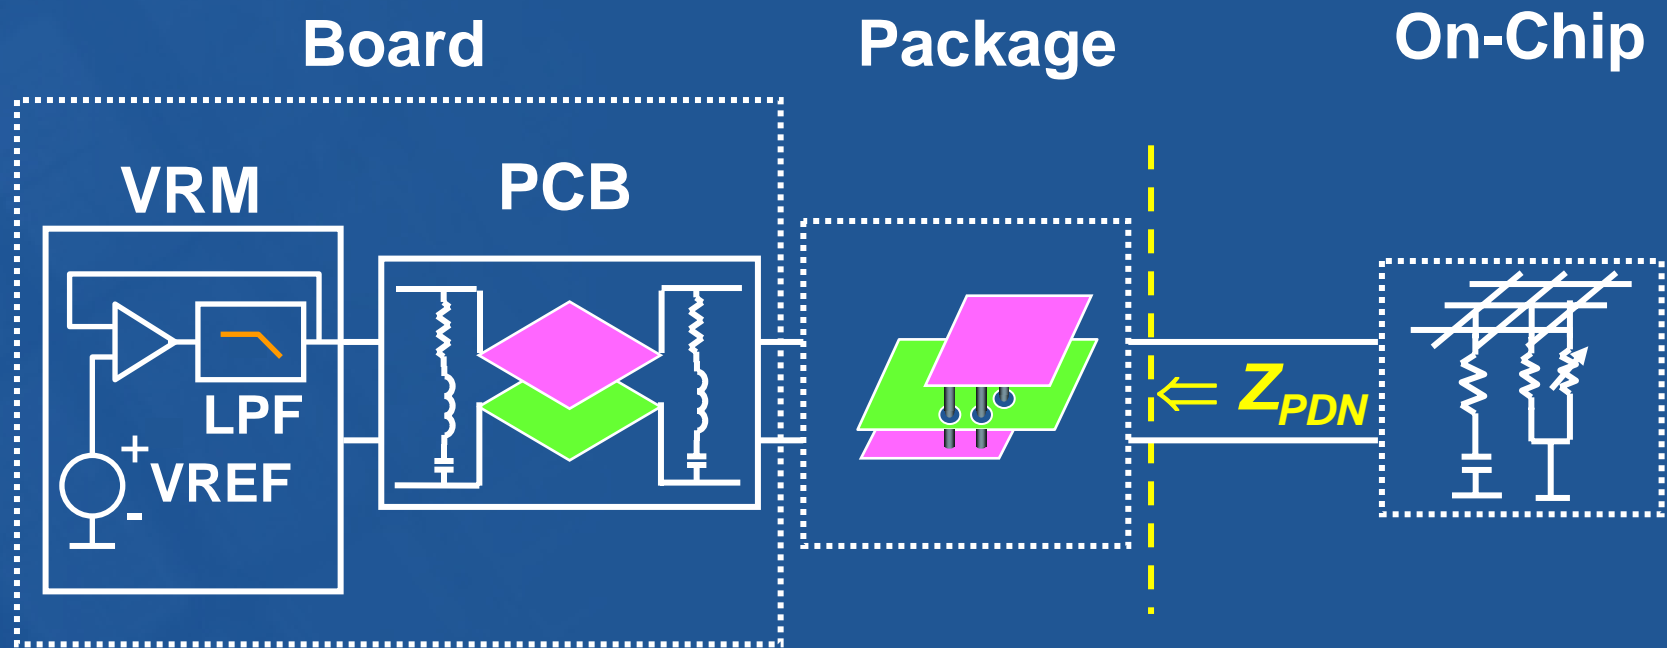 Board
Package
On-Chip
VRM
PCB
LPF
+
VREF
-
⇐ ZPDN